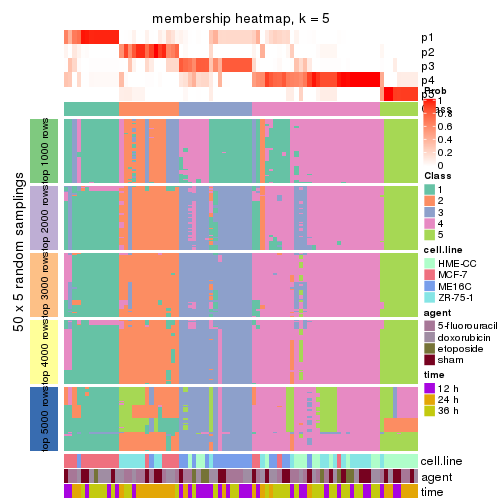 membership heatmap, k = 5
p1
p2
p3
p4
p5
Class
Prob
1
0.8
0.6
0.4
0.2
0
Class
1
2
3
4
5
cell.line
HME-CC
MCF-7
ME16C
ZR-75-1
agent
5-fluorouracil
doxorubicin
etoposide
sham
time
12 h
24 h
36 h
50 x 5 random samplings
top 1000 rows
top 2000 rows
top 3000 rows
top 4000 rows
top 5000 rows
cell.line
agent
time